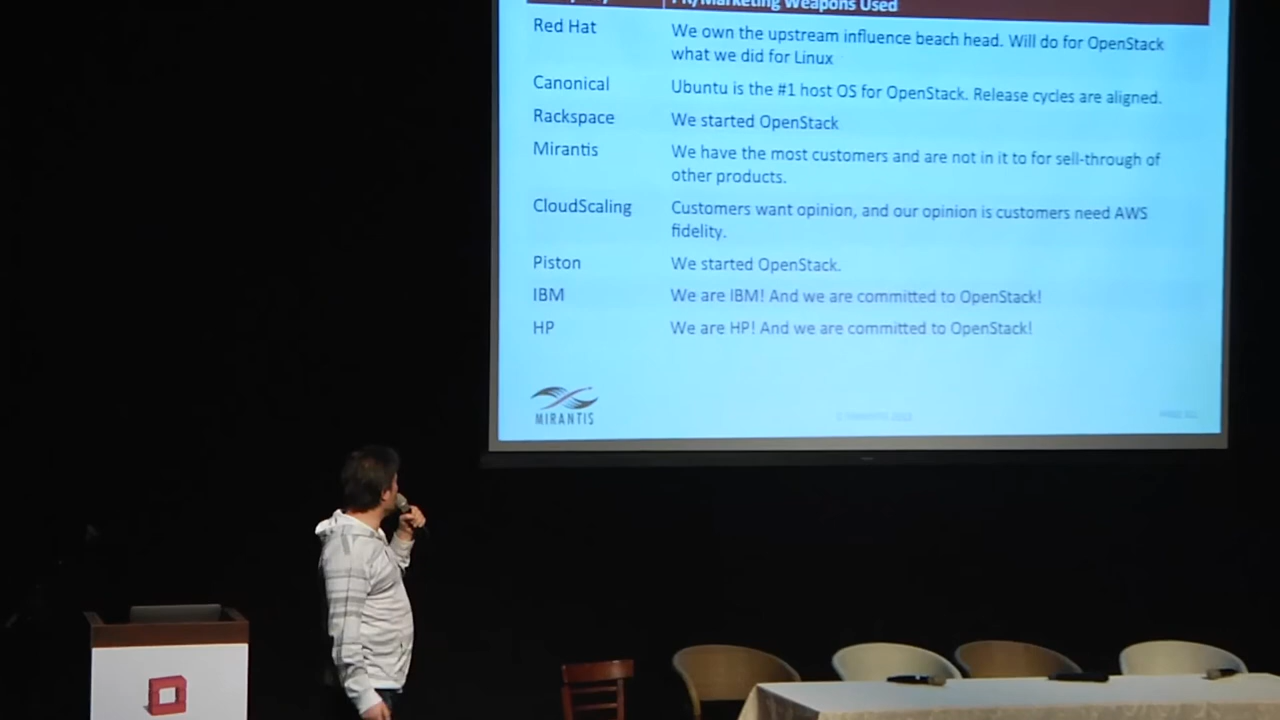 PR/Marketing Weapons Used
Red Hat
We own the upstream influence beach head. Will do for OpenStack
what we did for Linux
Canonical
Ubuntu is the #1 host OS for OpenStack. Release cycles are aligned.
Rackspace
We started OpenStack
Mirantis
We have the most customers and are not in it to for sell-through of
other products.
CloudScaling
Customers want opinion, and our opinion is customers need AWS
fidelity.
Piston
We started OpenStack.
IBM
We are IBM! And we are committed to OpenStack!
HP
We are HP! And we are committed to OpenStack!
MIRANTIS